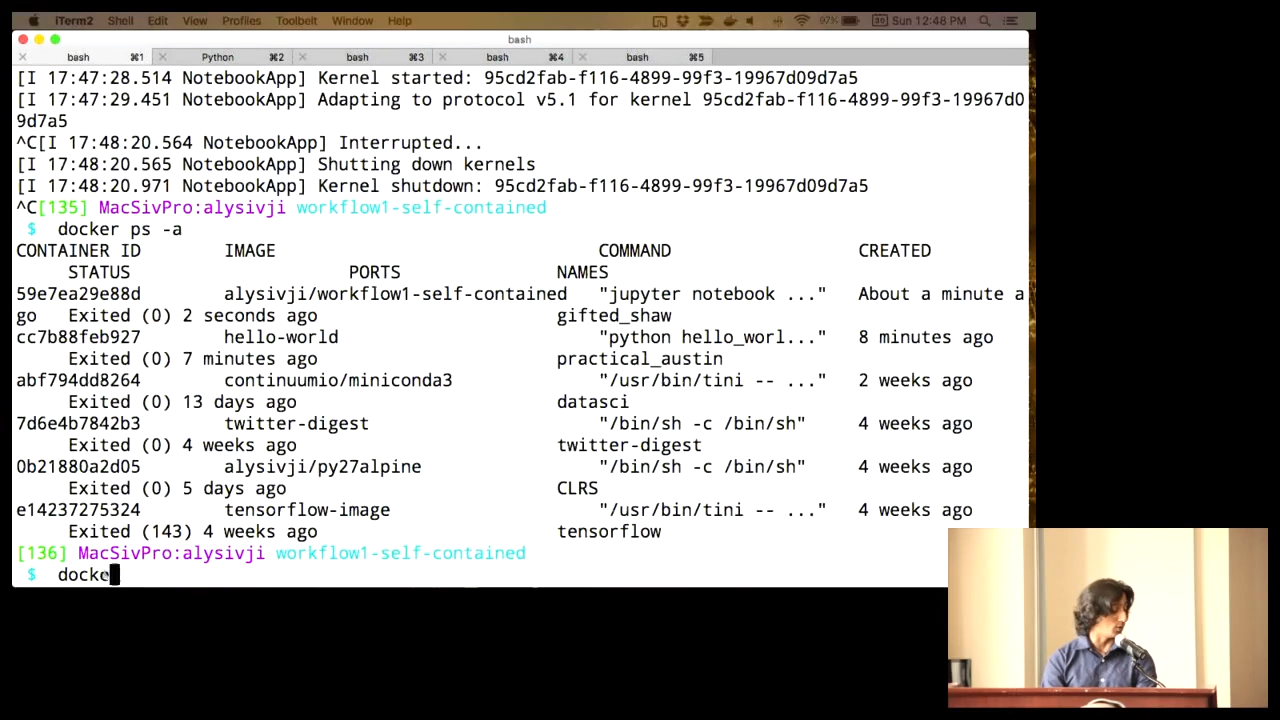 iTerm2 Shell Edit View Profiles Toolbelt Window Help 97% Sun 12:48 PM
bash
bash ⌘1 Python ⌘2 bash ⌘3 bash ⌘4 bash ⌘5
[I 17:47:28.514 NotebookApp] Kernel started: 95cd2fab-f116-4899-99f3-19967d09d7a5
[I 17:47:29.451 NotebookApp] Adapting to protocol v5.1 for kernel 95cd2fab-f116-4899-99f3-19967d0
9d7a5
^C[I 17:48:20.564 NotebookApp] Interrupted...
[I 17:48:20.565 NotebookApp] Shutting down kernels
[I 17:48:20.971 NotebookApp] Kernel shutdown: 95cd2fab-f116-4899-99f3-19967d09d7a5
^C[135] MacSivPro:alysivji workflow1-self-contained
$ docker ps -a
CONTAINER ID IMAGE COMMAND CREATED
STATUS PORTS NAMES
59e7ea29e88d alysivji/workflow1-self-contained "jupyter notebook ..." About a minute a
go Exited (0) 2 seconds ago gifted_shaw
cc7b88feb927 hello-world "python hello_worl..." 8 minutes ago
Exited (0) 7 minutes ago practical_austin
abf794dd8264 continuumio/miniconda3 "/usr/bin/tini -- ..." 2 weeks ago
Exited (0) 13 days ago datasci
7d6e4b7842b3 twitter-digest "/bin/sh -c /bin/sh" 4 weeks ago
Exited (0) 4 weeks ago twitter-digest
0b21880a2d05 alysivji/py27alpine "/bin/sh -c /bin/sh" 4 weeks ago
Exited (0) 5 days ago CLRS
e14237275324 tensorflow-image "/usr/bin/tini -- ..." 4 weeks ago
Exited (143) 4 weeks ago tensorflow
[136] MacSivPro:alysivji workflow1-self-contained
$ docke